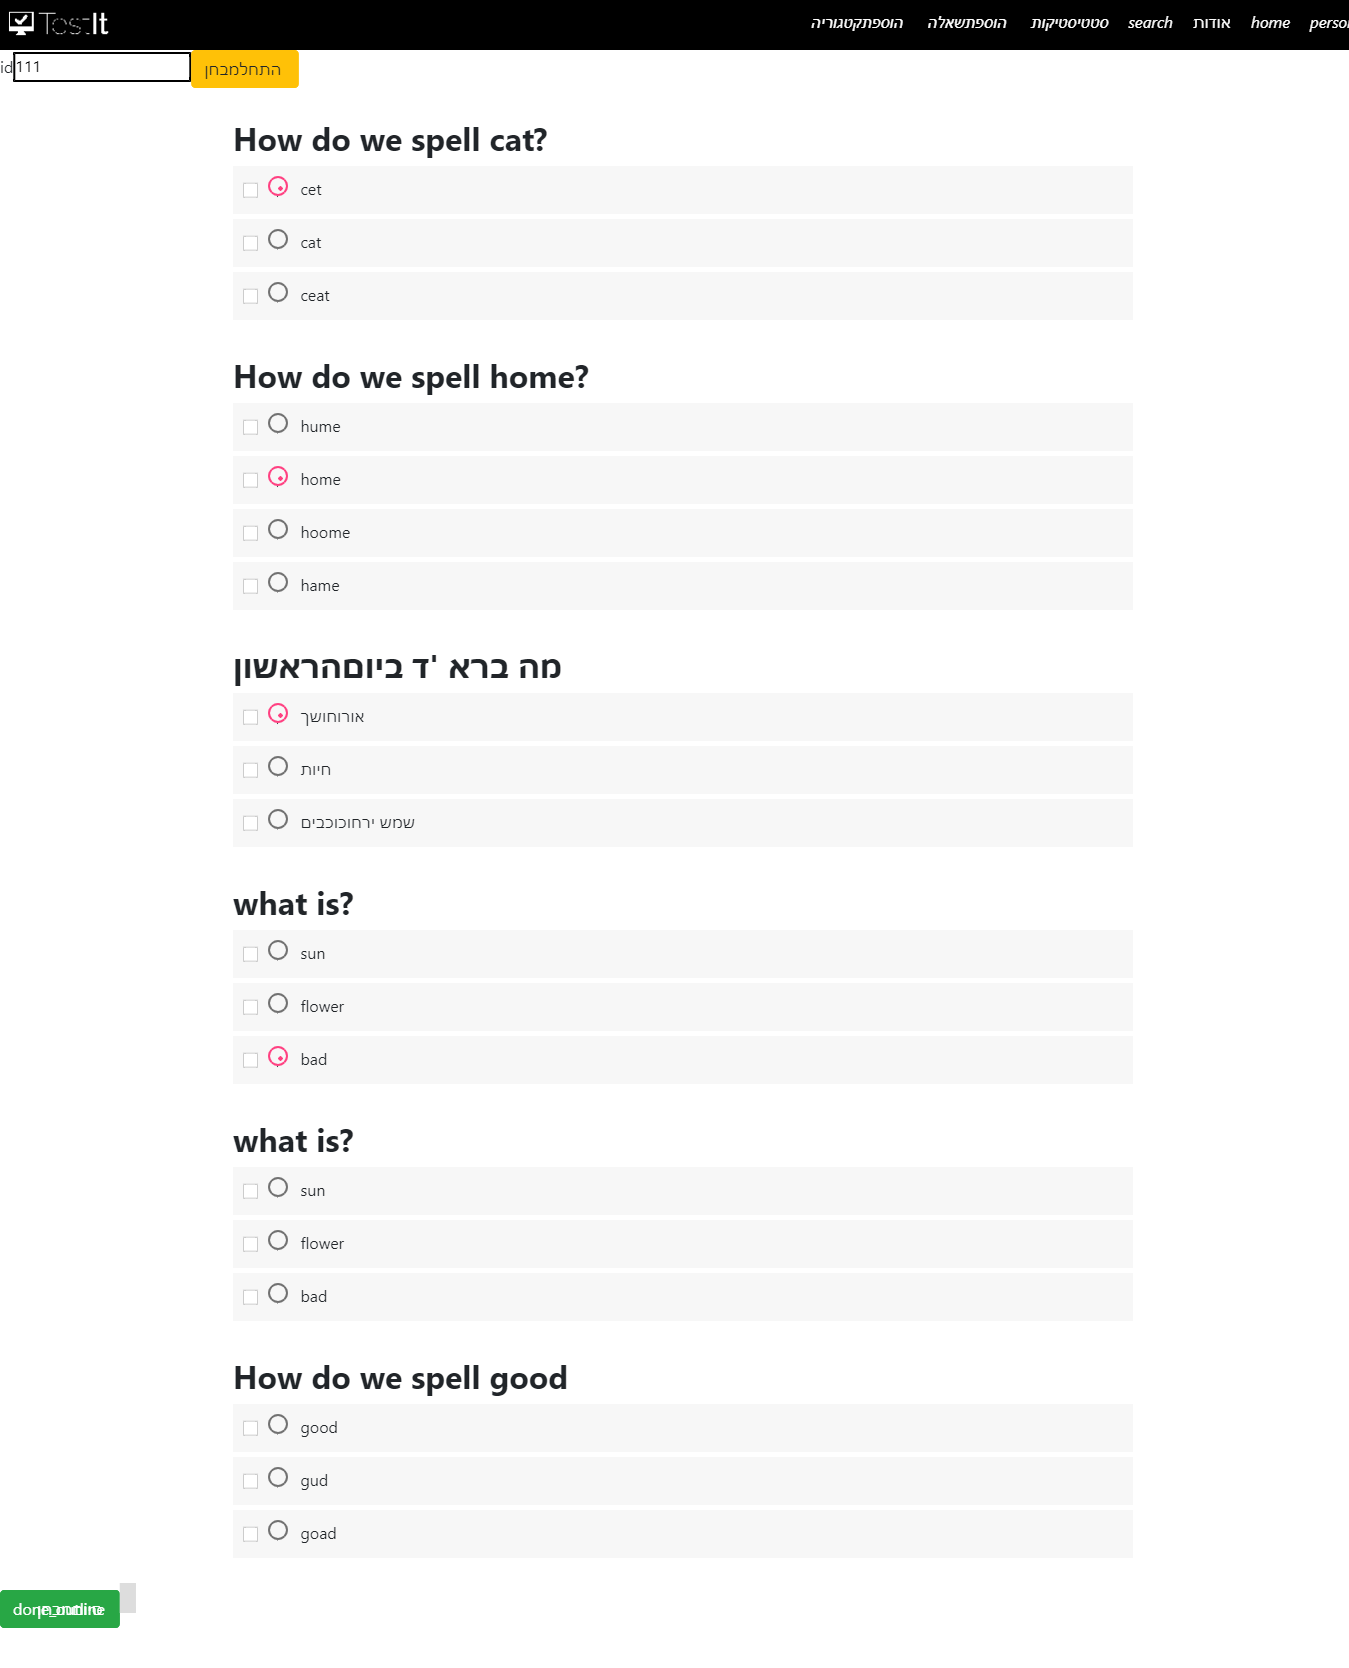 TestIt
הוספתקטגוריה הוספתשאלה סטטיסטיקות search אודות home perso
id 111 התחלמבחן
How do we spell cat?
cet
cat
ceat
How do we spell home?
hume
home
hoome
hame
מה ברא 'ד ביוםהראשון
אורוחושך
חיות
שמש ירחוכוכבים
what is?
sun
flower
bad
what is?
sun
flower
bad
How do we spell good
good
gud
goad
done_outline